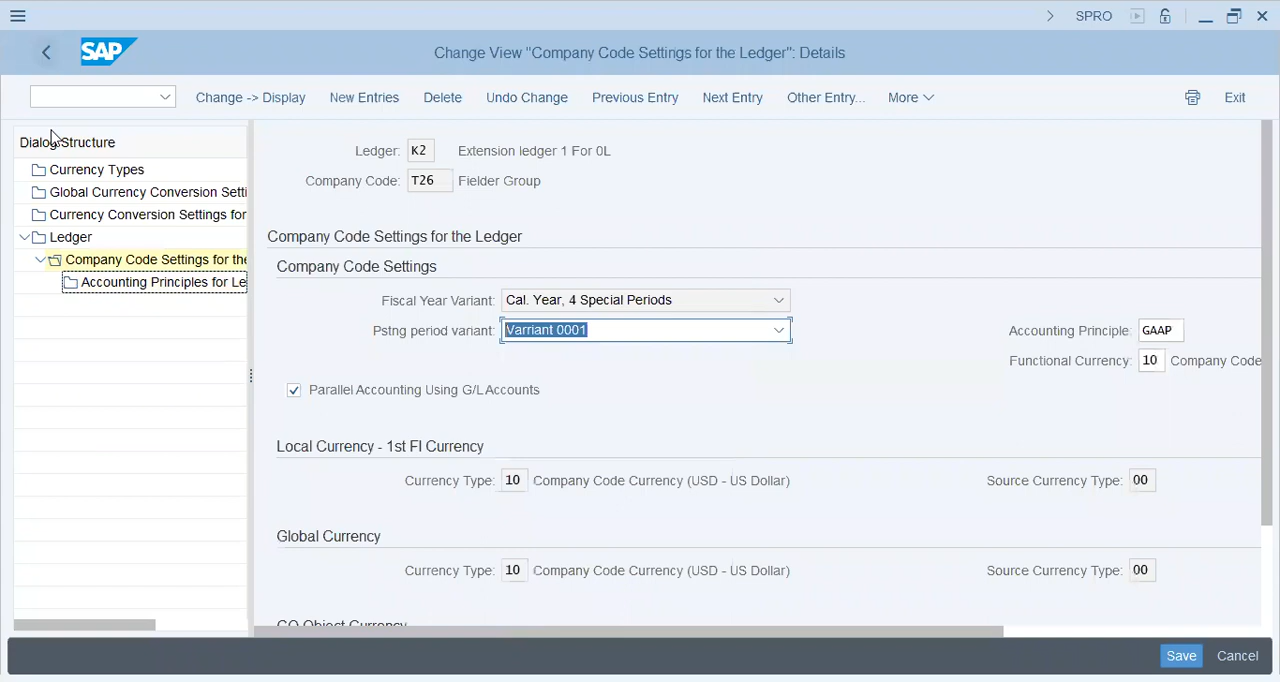 SPRO
SAP
Change View "Company Code Settings for the Ledger": Details
Change -> Display New Entries Delete Undo Change Previous Entry Next Entry Other Entry... More Exit
Dialog Structure
Currency Types
Global Currency Conversion Setti
Currency Conversion Settings for
Ledger
Company Code Settings for the
Accounting Principles for Le
Ledger: K2 Extension ledger 1 For 0L
Company Code: T26 Fielder Group
Company Code Settings for the Ledger
Company Code Settings
Fiscal Year Variant: Cal. Year, 4 Special Periods
Pstng period variant: Varriant 0001 Accounting Principle: GAAP
Functional Currency: 10 Company Code
Parallel Accounting Using G/L Accounts
Local Currency - 1st FI Currency
Currency Type: 10 Company Code Currency (USD - US Dollar) Source Currency Type: 00
Global Currency
Currency Type: 10 Company Code Currency (USD - US Dollar) Source Currency Type: 00
CO Object Currency
Save Cancel